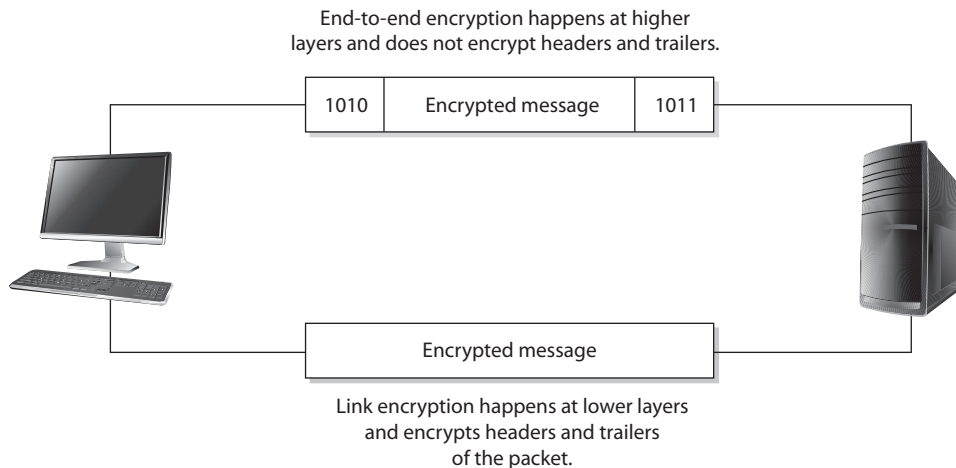 End-to-end encryption happens at higher
layers and does not encrypt headers and trailers.
1010 Encrypted message 1011
Encrypted message
Link encryption happens at lower layers
and encrypts headers and trailers
of the packet.